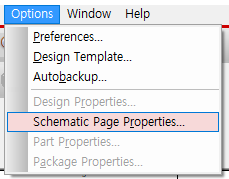 Options Window Help
Preferences...
Design Template...
Autobackup...
Design Properties...
Schematic Page Properties...
Part Properties...
Package Properties...